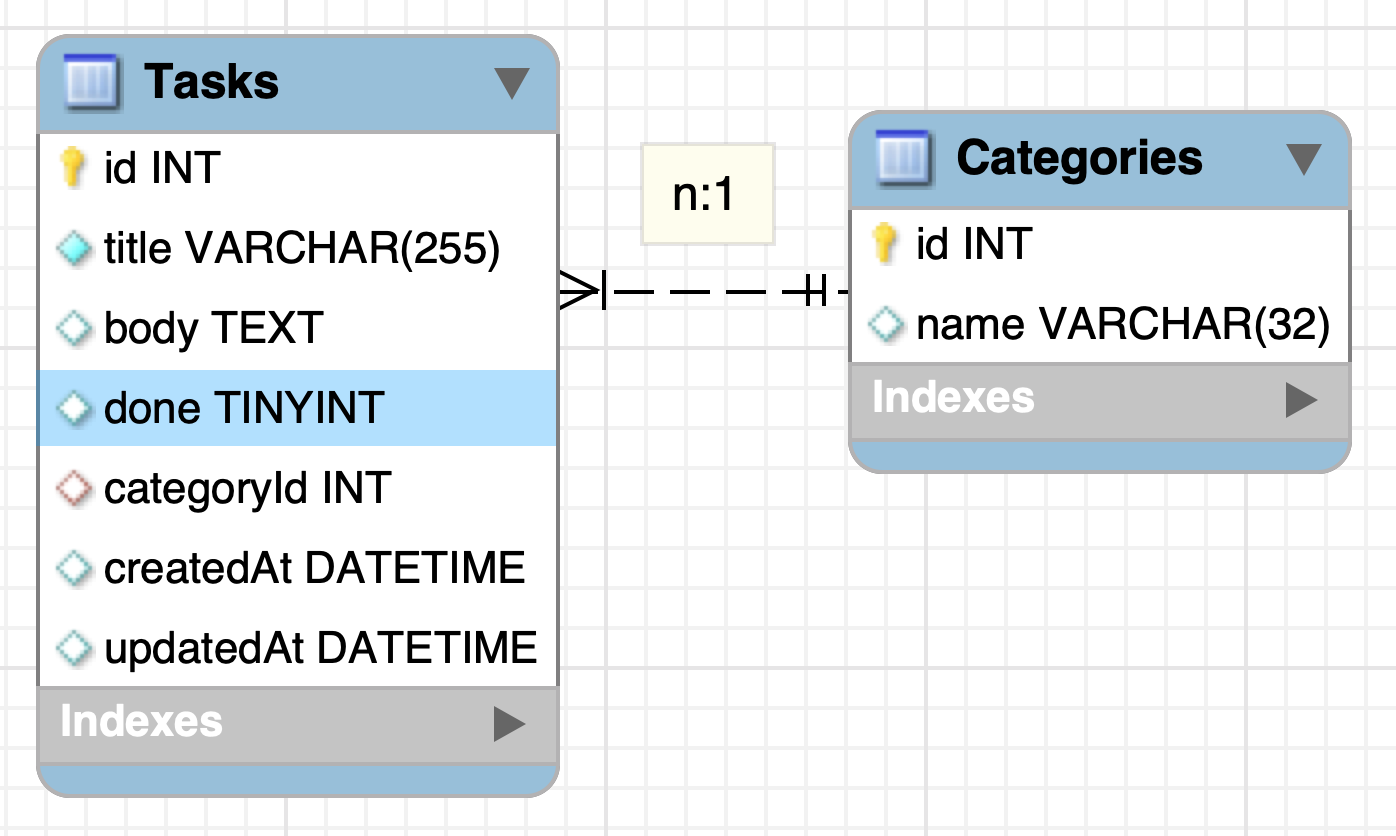 Tasks
id INT
title VARCHAR(255)
body TEXT
done TINYINT
categoryId INT
createdAt DATETIME
updatedAt DATETIME
Indexes
n:1
Categories
id INT
name VARCHAR(32)
Indexes